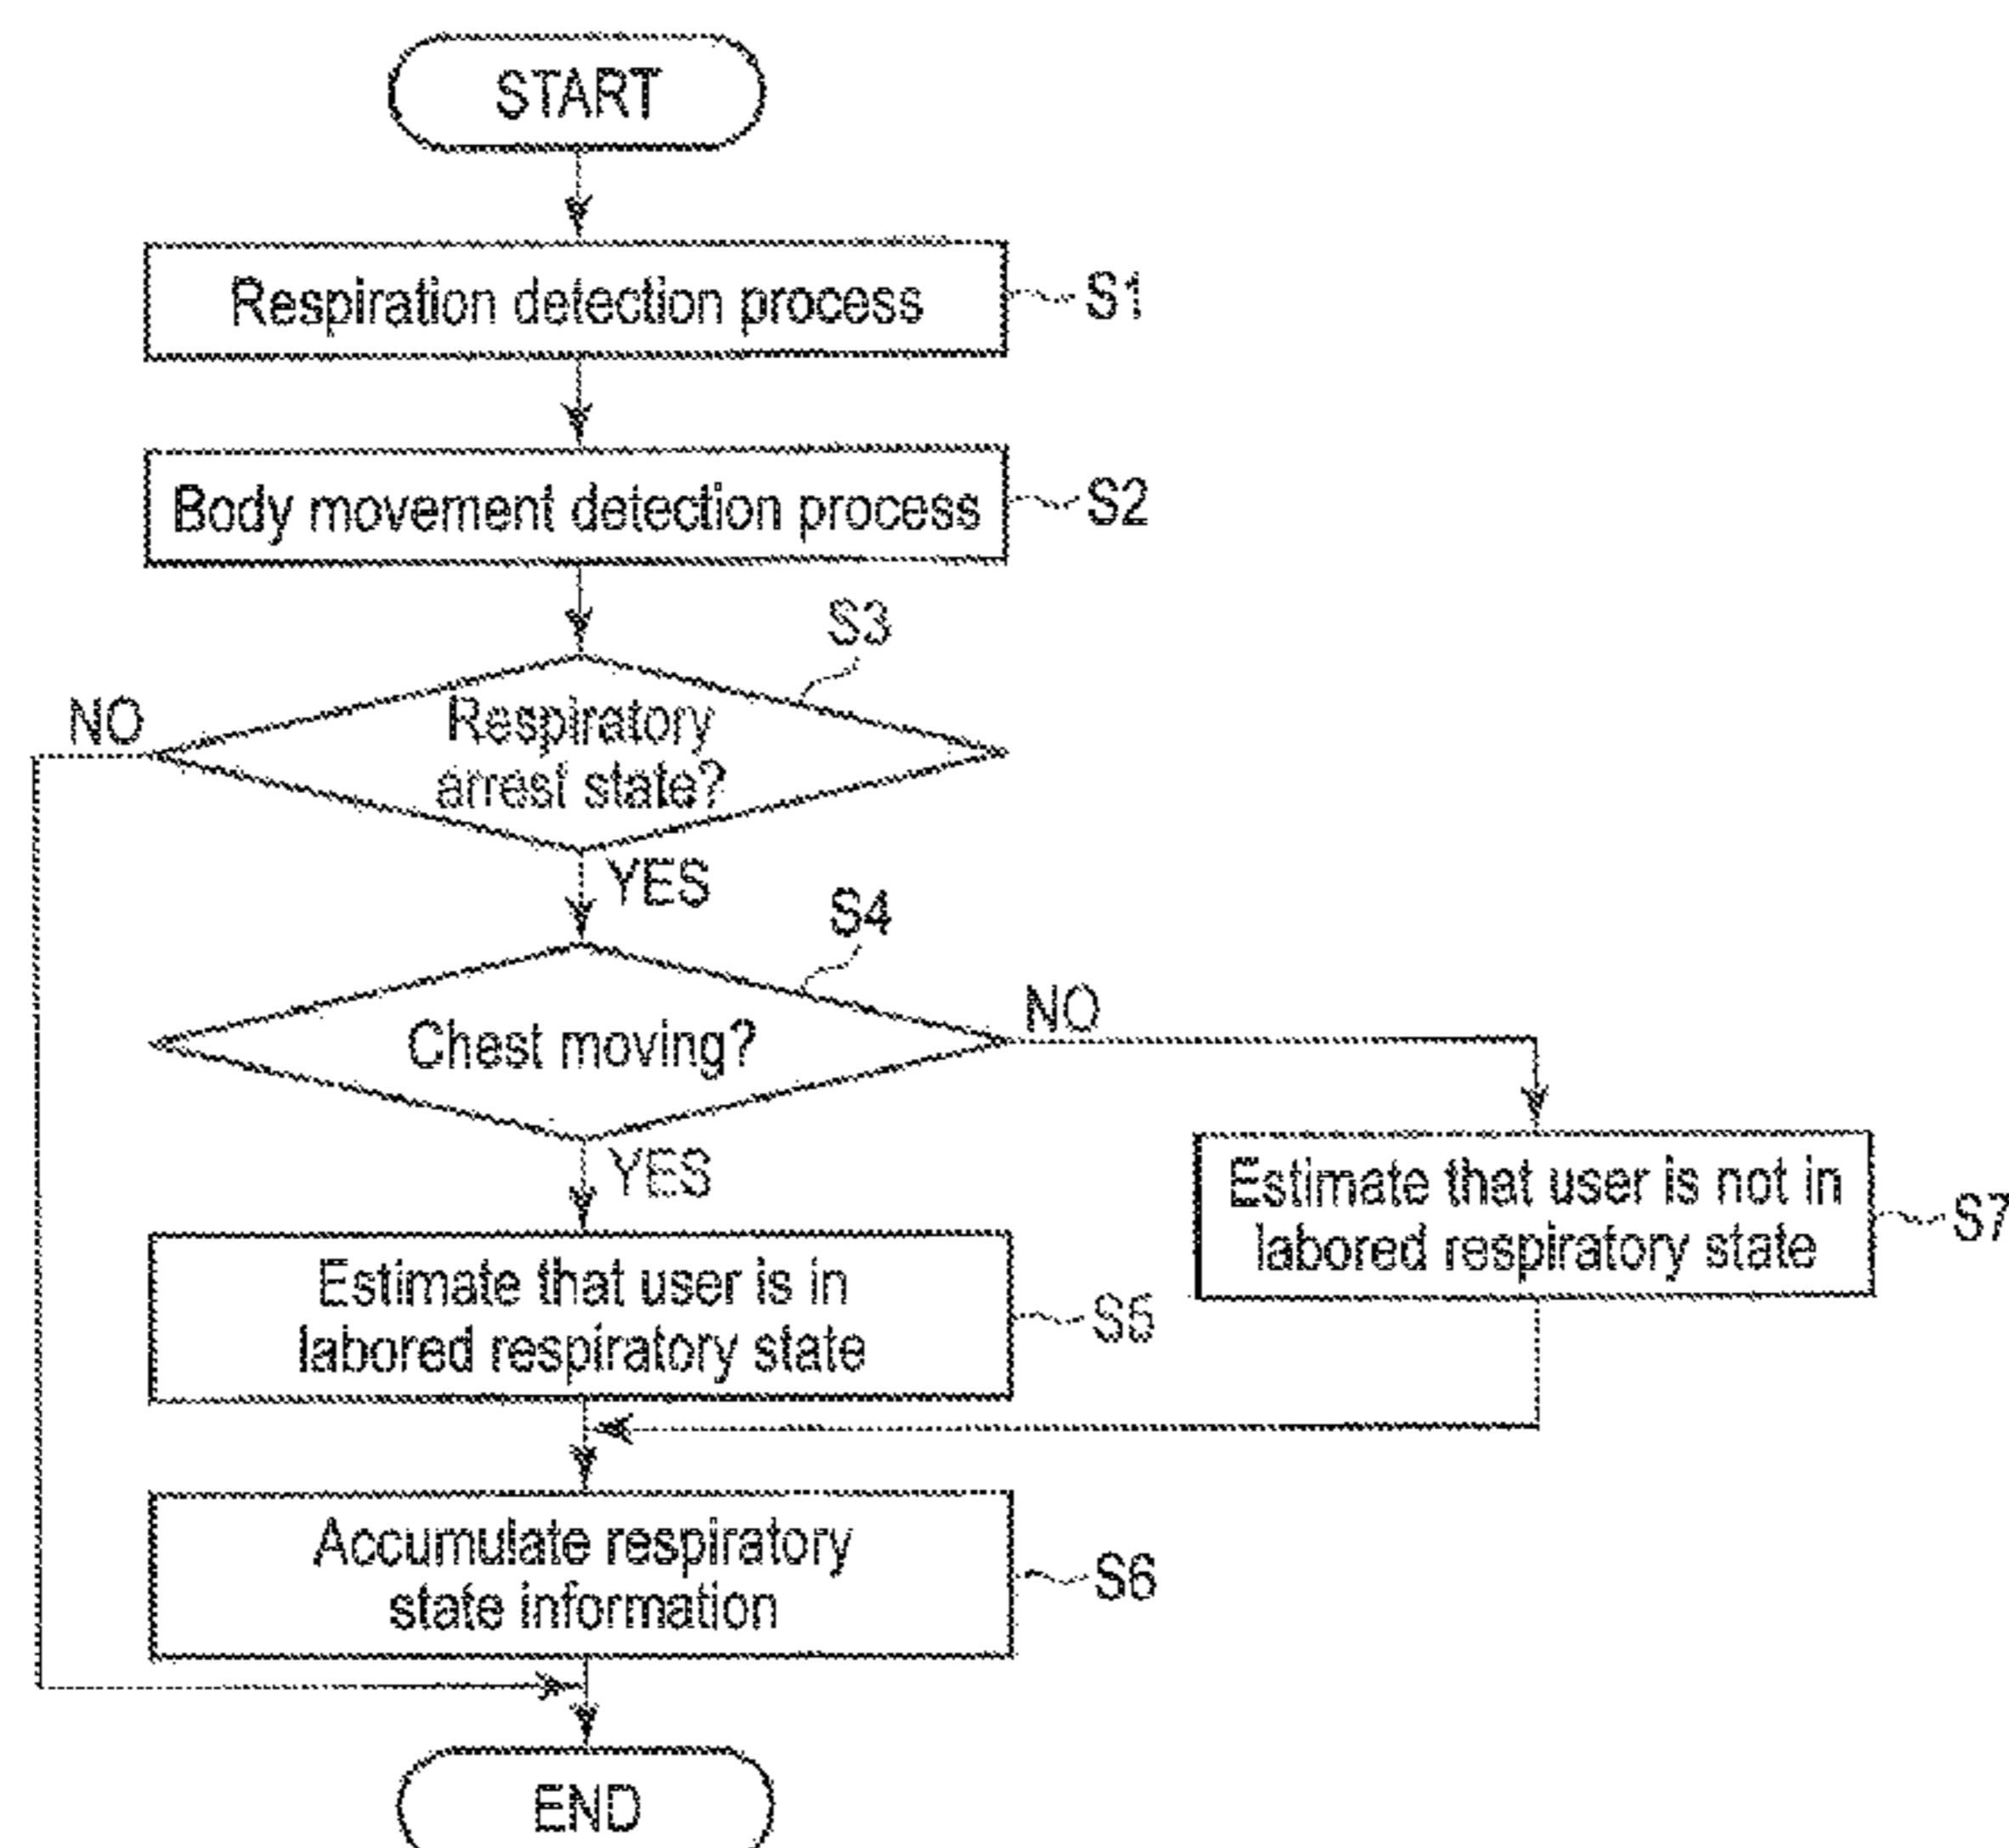 START
Respiration detection process
S1
Body movement detection process
S2
S3
NO
Respiratory
arrest state?
YES
S4
NO
Chest moving?
YES
Estimate that user is not in
labored respiratory state
S7
Estimate that user is in
labored respiratory state
S5
Accumulate respiratory
state information
S6
END